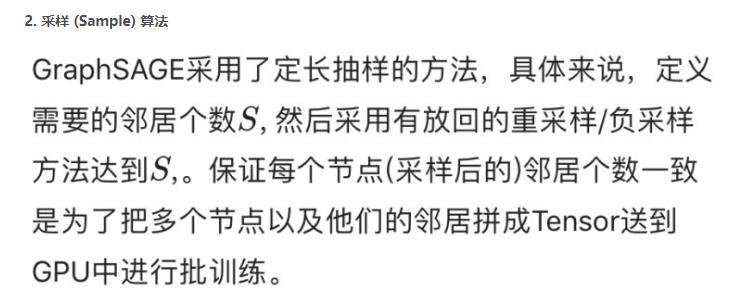 2. 采样 (Sample) 算法
GraphSAGE采用了定长抽样的方法，具体来说，定义
需要的邻居个数S, 然后采用有放回的重采样/负采样
方法达到S,。保证每个节点(采样后的)邻居个数一致
是为了把多个节点以及他们的邻居拼成Tensor送到
GPU中进行批训练。